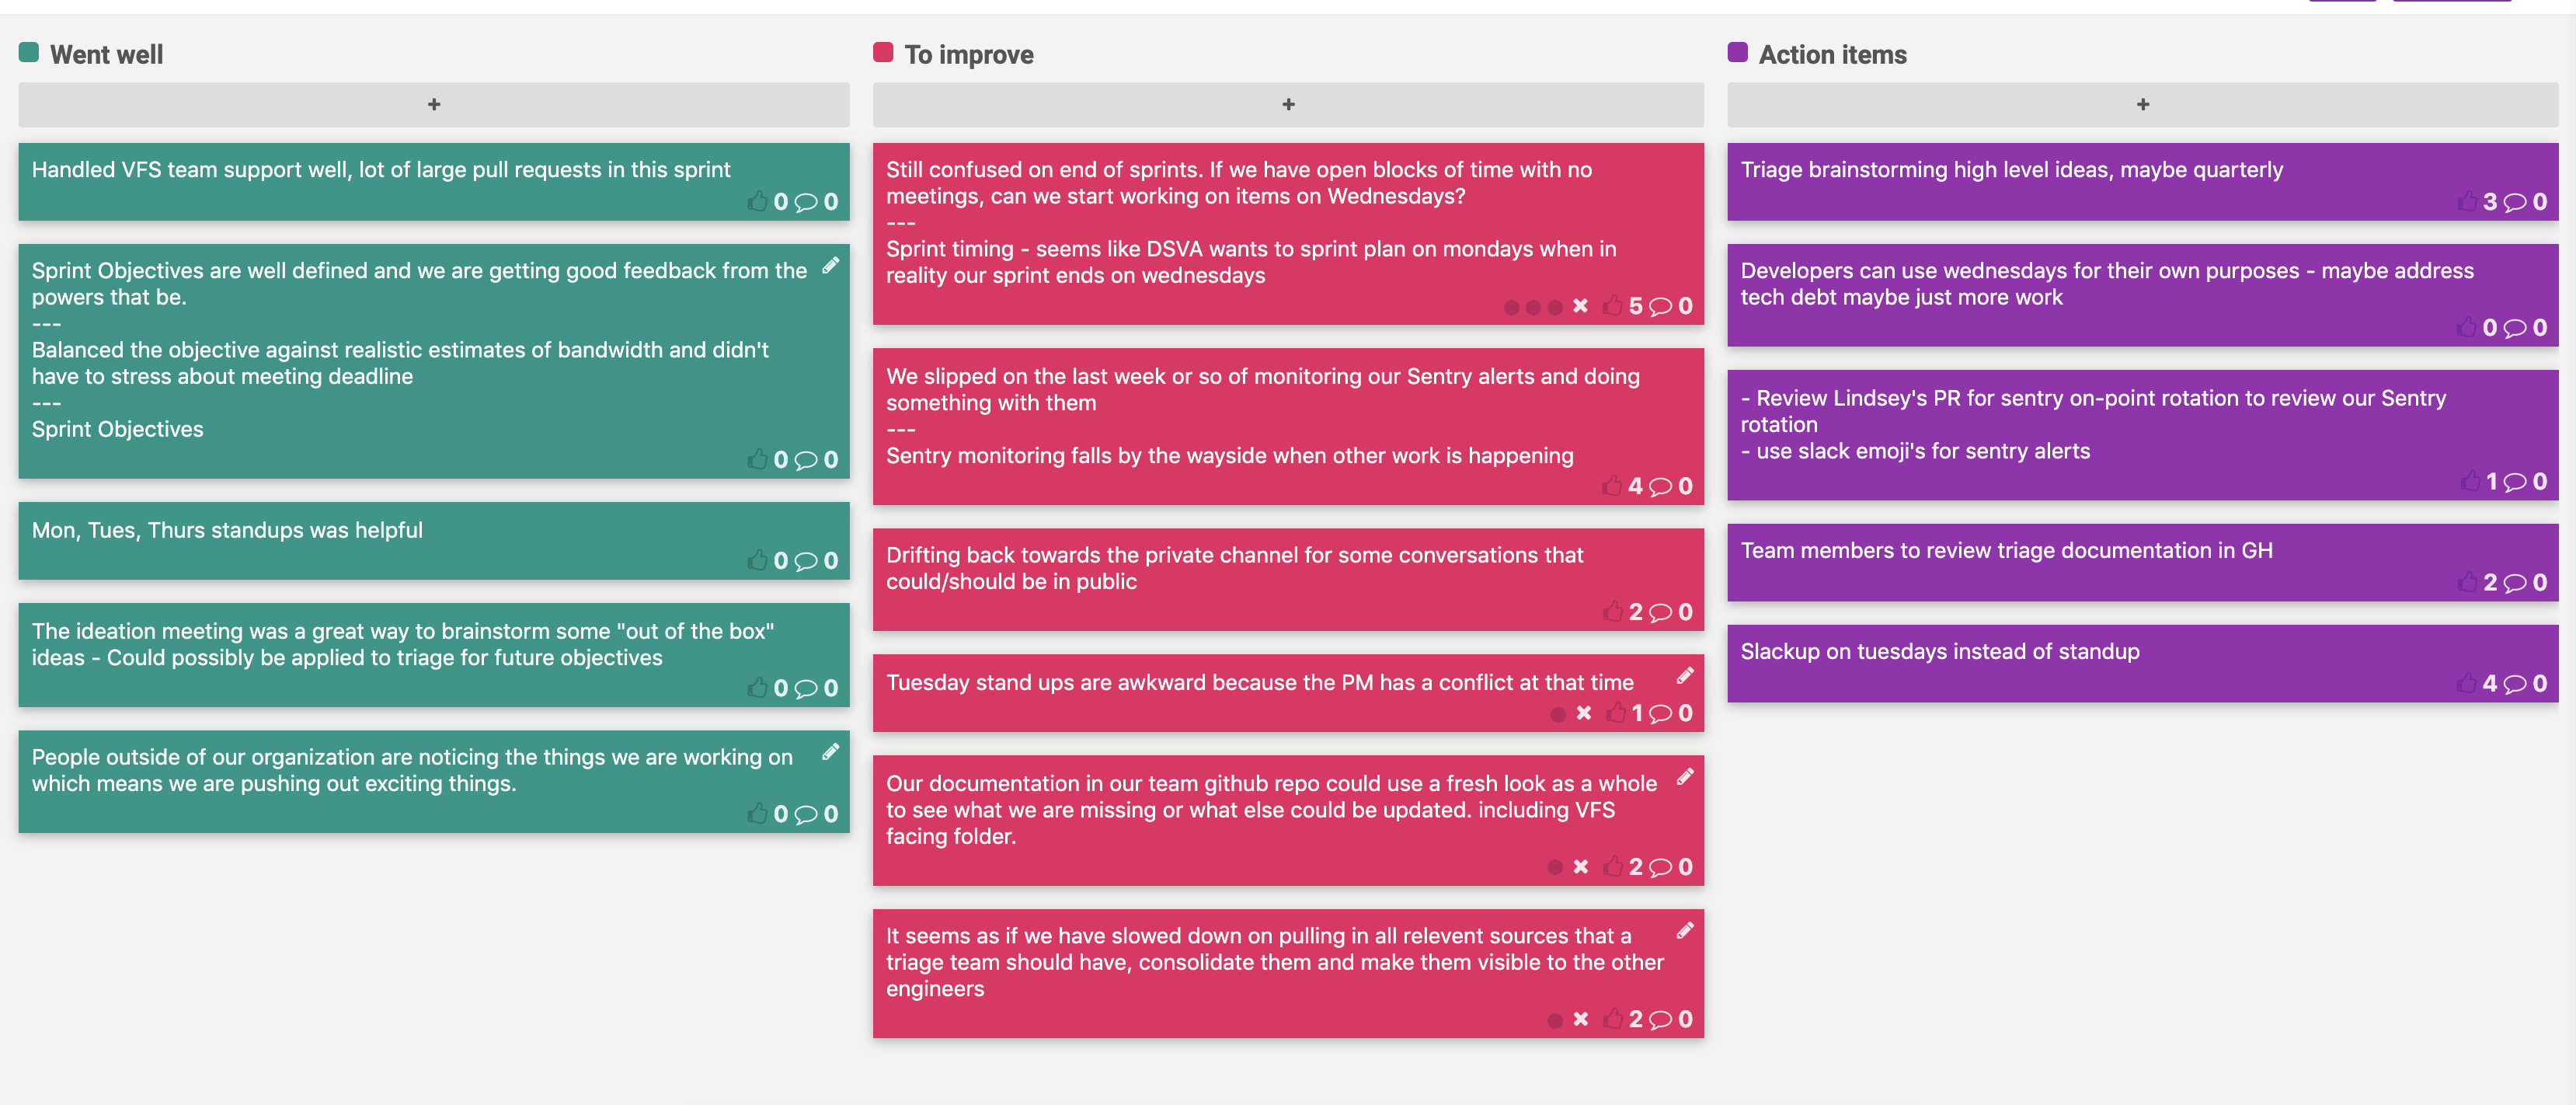 Went well
+
Handled VFS team support well, lot of large pull requests in this sprint
0 0
Sprint Objectives are well defined and we are getting good feedback from the
powers that be.
---
Balanced the objective against realistic estimates of bandwidth and didn't
have to stress about meeting deadline
---
Sprint Objectives
0 0
Mon, Tues, Thurs standups was helpful
0 0
The ideation meeting was a great way to brainstorm some "out of the box"
ideas - Could possibly be applied to triage for future objectives
0 0
People outside of our organization are noticing the things we are working on
which means we are pushing out exciting things.
0 0
To improve
+
Still confused on end of sprints. If we have open blocks of time with no
meetings, can we start working on items on Wednesdays?
---
Sprint timing - seems like DSVA wants to sprint plan on mondays when in
reality our sprint ends on wednesdays
5 0
We slipped on the last week or so of monitoring our Sentry alerts and doing
something with them
---
Sentry monitoring falls by the wayside when other work is happening
4 0
Drifting back towards the private channel for some conversations that
could/should be in public
2 0
Tuesday stand ups are awkward because the PM has a conflict at that time
1 0
Our documentation in our team github repo could use a fresh look as a whole
to see what we are missing or what else could be updated. including VFS
facing folder.
2 0
It seems as if we have slowed down on pulling in all relevent sources that a
triage team should have, consolidate them and make them visible to the other
engineers
2 0
Action items
+
Triage brainstorming high level ideas, maybe quarterly
3 0
Developers can use wednesdays for their own purposes - maybe address
tech debt maybe just more work
0 0
- Review Lindsey's PR for sentry on-point rotation to review our Sentry
rotation
- use slack emoji's for sentry alerts
1 0
Team members to review triage documentation in GH
2 0
Slackup on tuesdays instead of standup
4 0